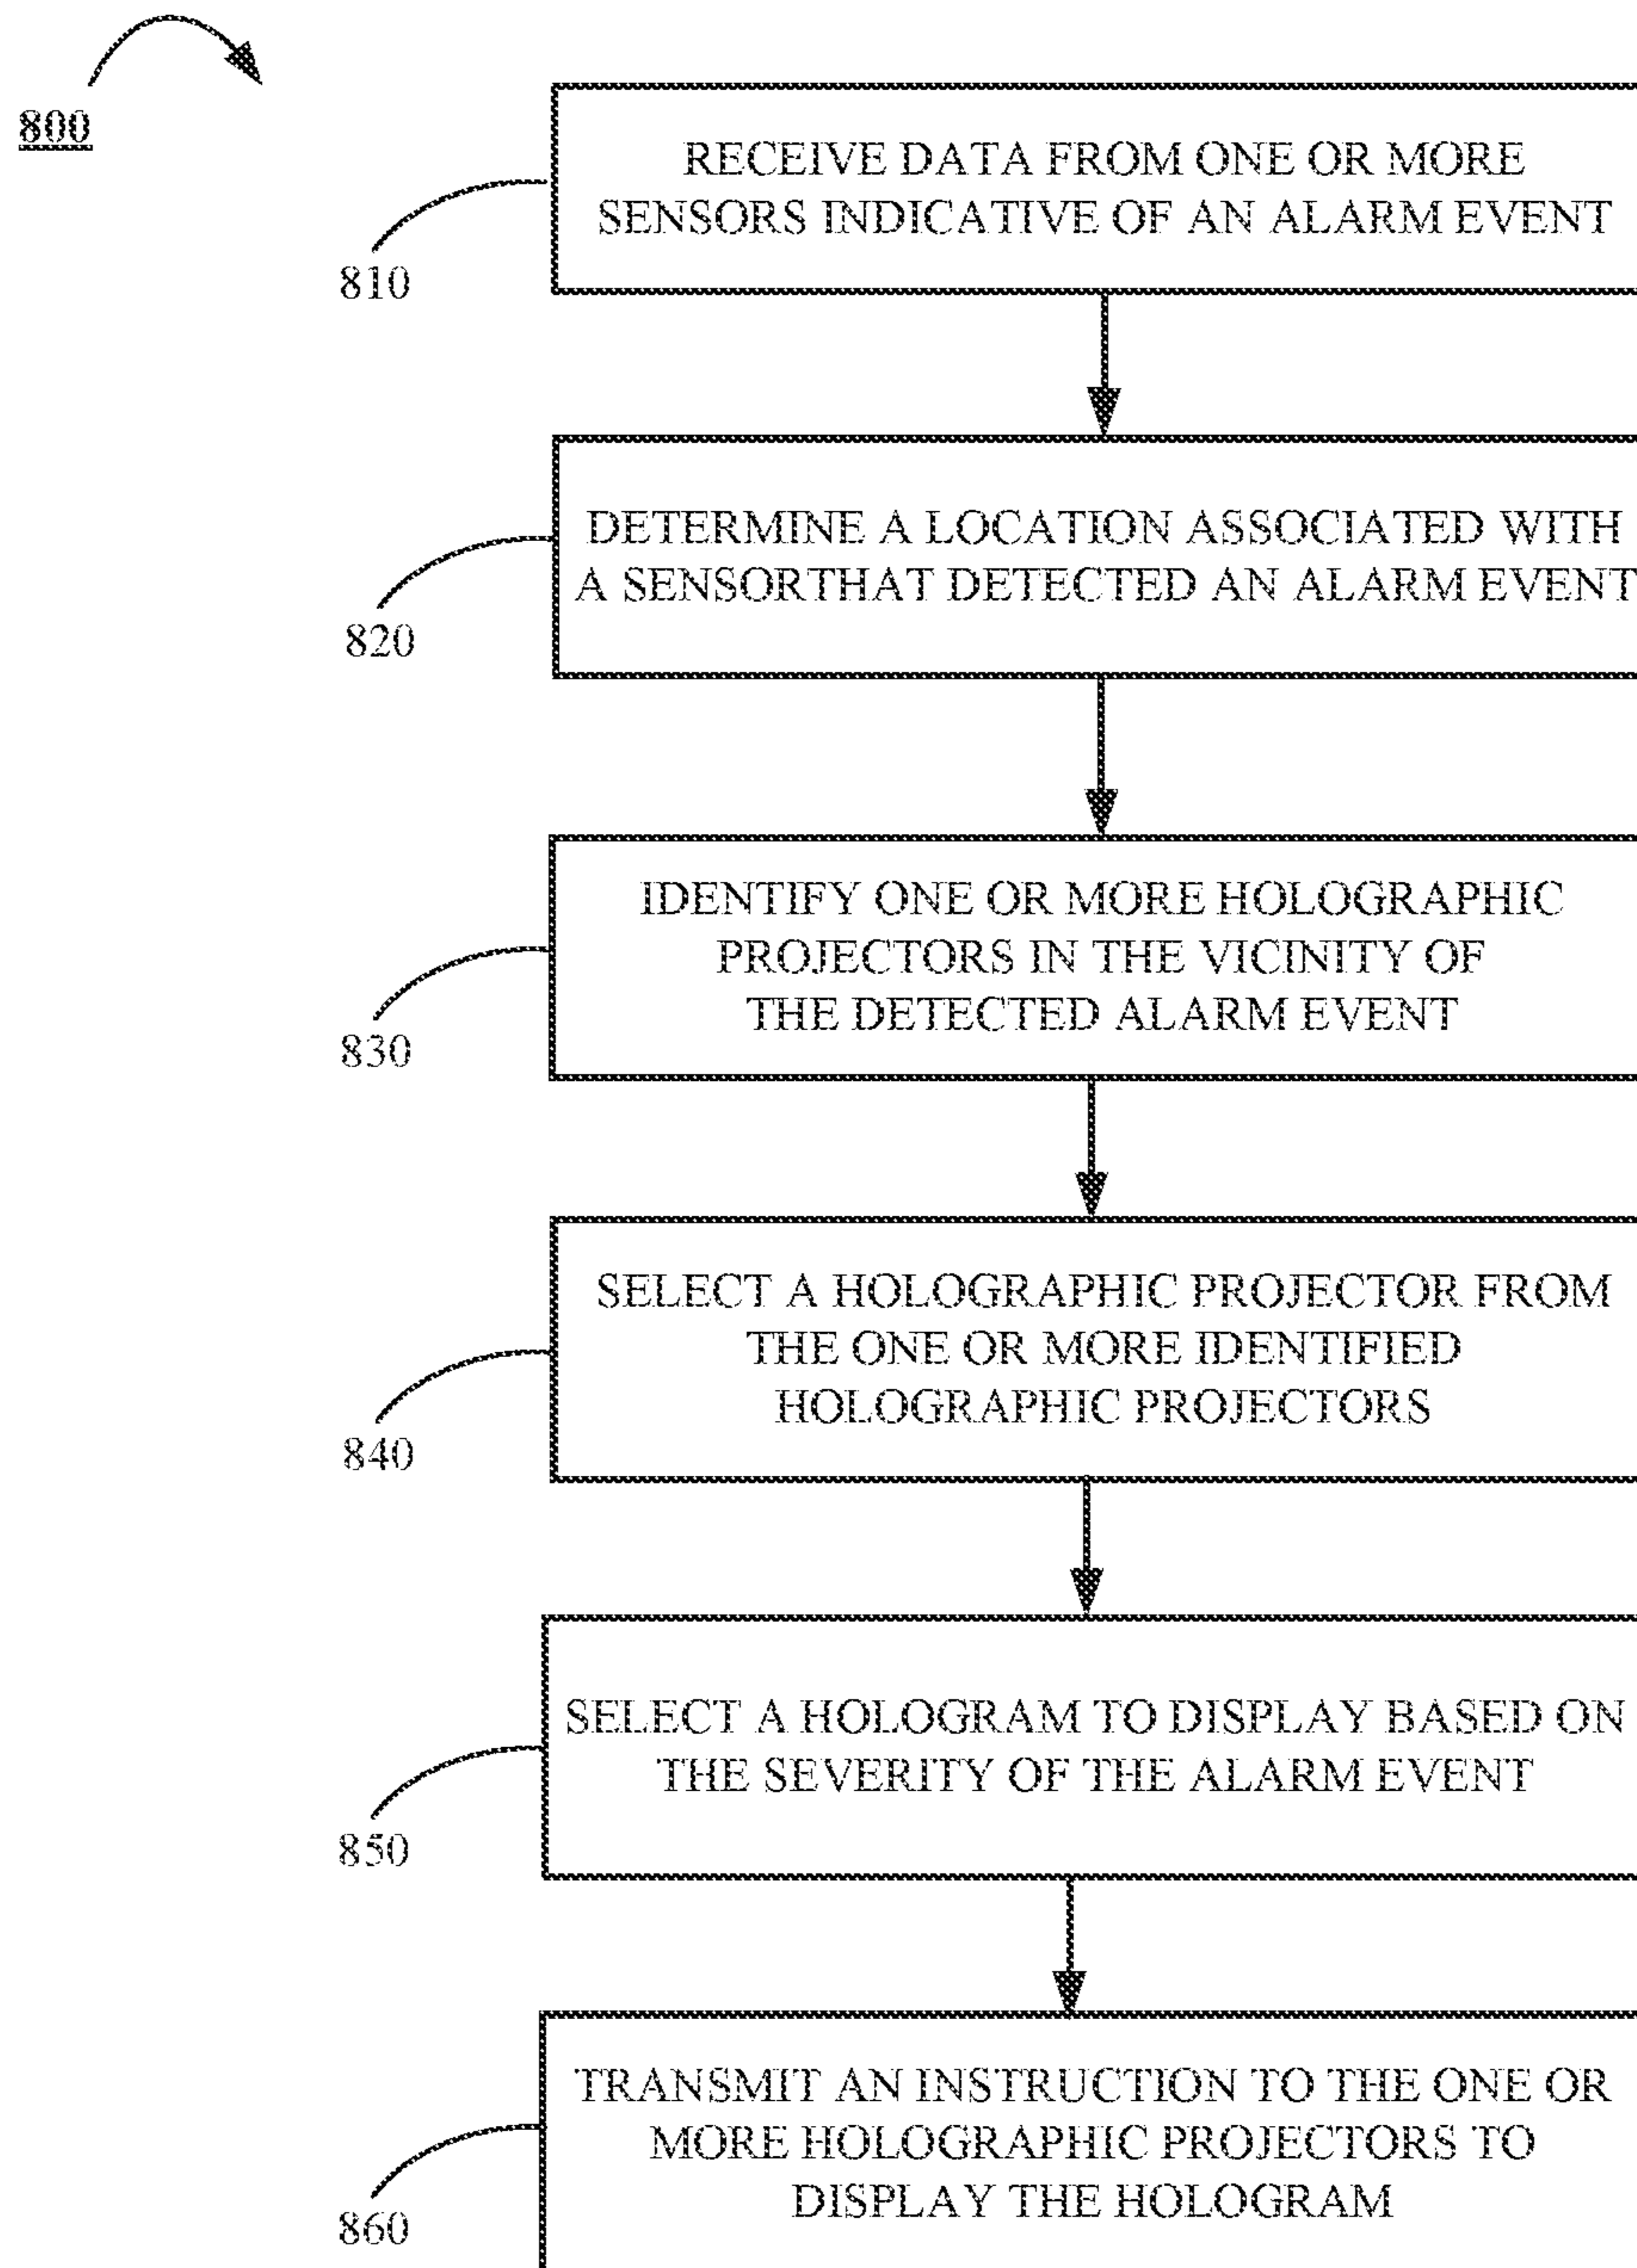 800
RECEIVE DATA FROM ONE OR MORE
SENSORS INDICATIVE OF AN ALARM EVENT
810
DETERMINE A LOCATION ASSOCIATED WITH
A SENSORTHAT DETECTED AN ALARM EVENT
820
IDENTIFY ONE OR MORE HOLOGRAPHIC
PROJECTORS IN THE VICINITY OF
THE DETECTED ALARM EVENT
830
SELECT A HOLOGRAPHIC PROJECTOR FROM
THE ONE OR MORE IDENTIFIED
HOLOGRAPHIC PROJECTORS
840
SELECT A HOLOGRAM TO DISPLAY BASED ON
THE SEVERITY OF THE ALARM EVENT
850
TRANSMIT AN INSTRUCTION TO THE ONE OR
MORE HOLOGRAPHIC PROJECTORS TO
DISPLAY THE HOLOGRAM
860